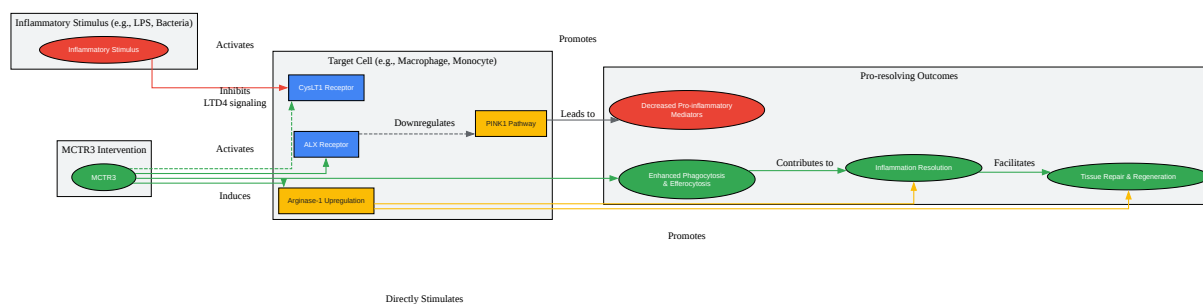 Inflammatory Stimulus (e.g., LPS, Bacteria)
Inflammatory Stimulus
Activates
Promotes
Target Cell (e.g., Macrophage, Monocyte)
Pro-resolving Outcomes
CysLT1 Receptor
Inhibits
LTD4 signaling
Decreased Pro-inflammatory
Mediators
Leads to
PINK1 Pathway
Downregulates
ALX Receptor
MCTR3 Intervention
Activates
MCTR3
Enhanced Phagocytosis
& Efferocytosis
Contributes to
Inflammation Resolution
Facilitates
Tissue Repair & Regeneration
Induces
Arginase-1 Upregulation
Promotes
Directly Stimulates